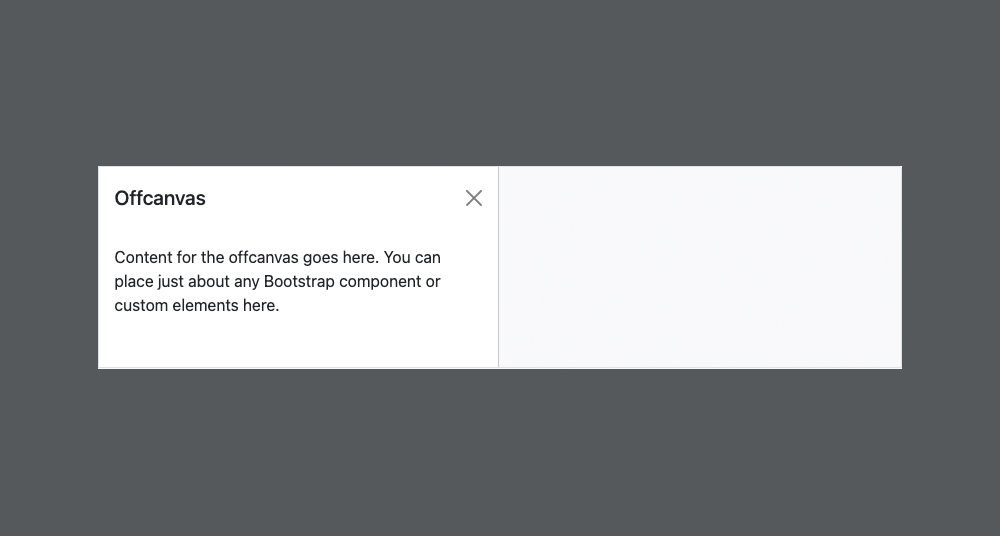 Offcanvas
Content for the offcanvas goes here. You can
place just about any Bootstrap component or
custom elements here.